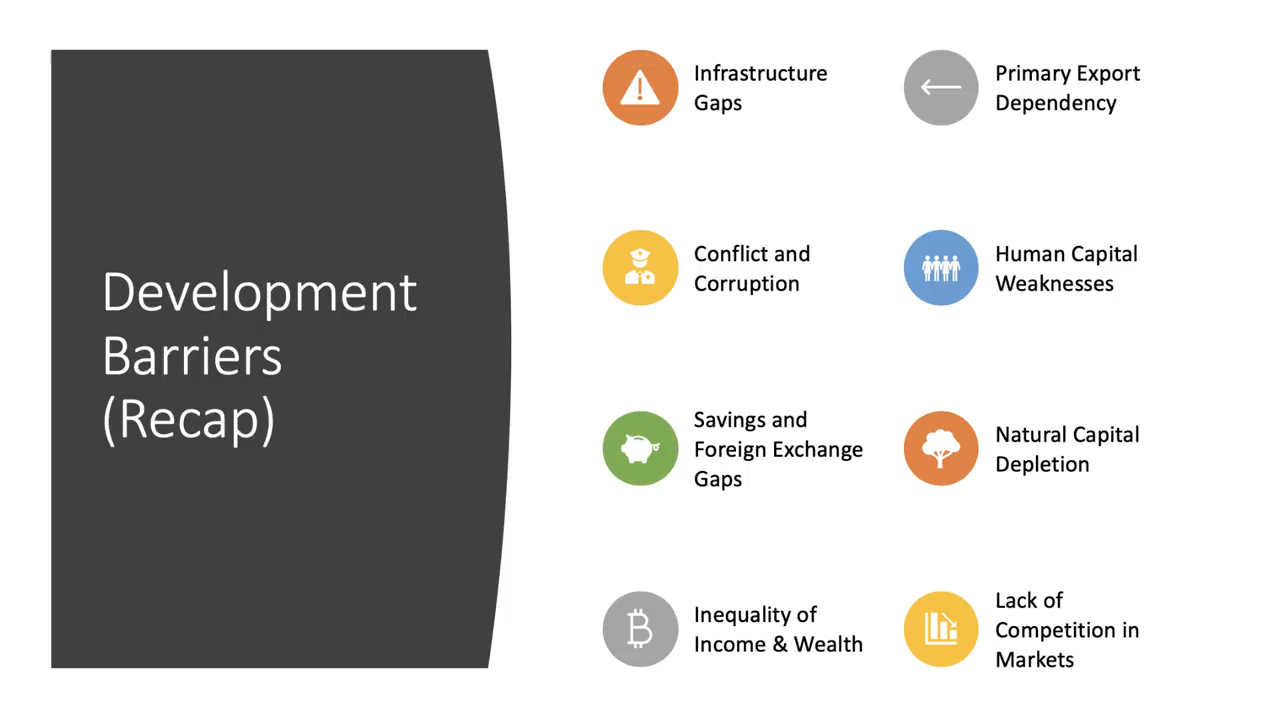 Development
Barriers
(Recap)
Infrastructure
Gaps
Primary Export
Dependency
Conflict and
Corruption
Human Capital
Weaknesses
Savings and
Foreign Exchange
Gaps
Natural Capital
Depletion
Inequality of
Income & Wealth
Lack of
Competition in
Markets